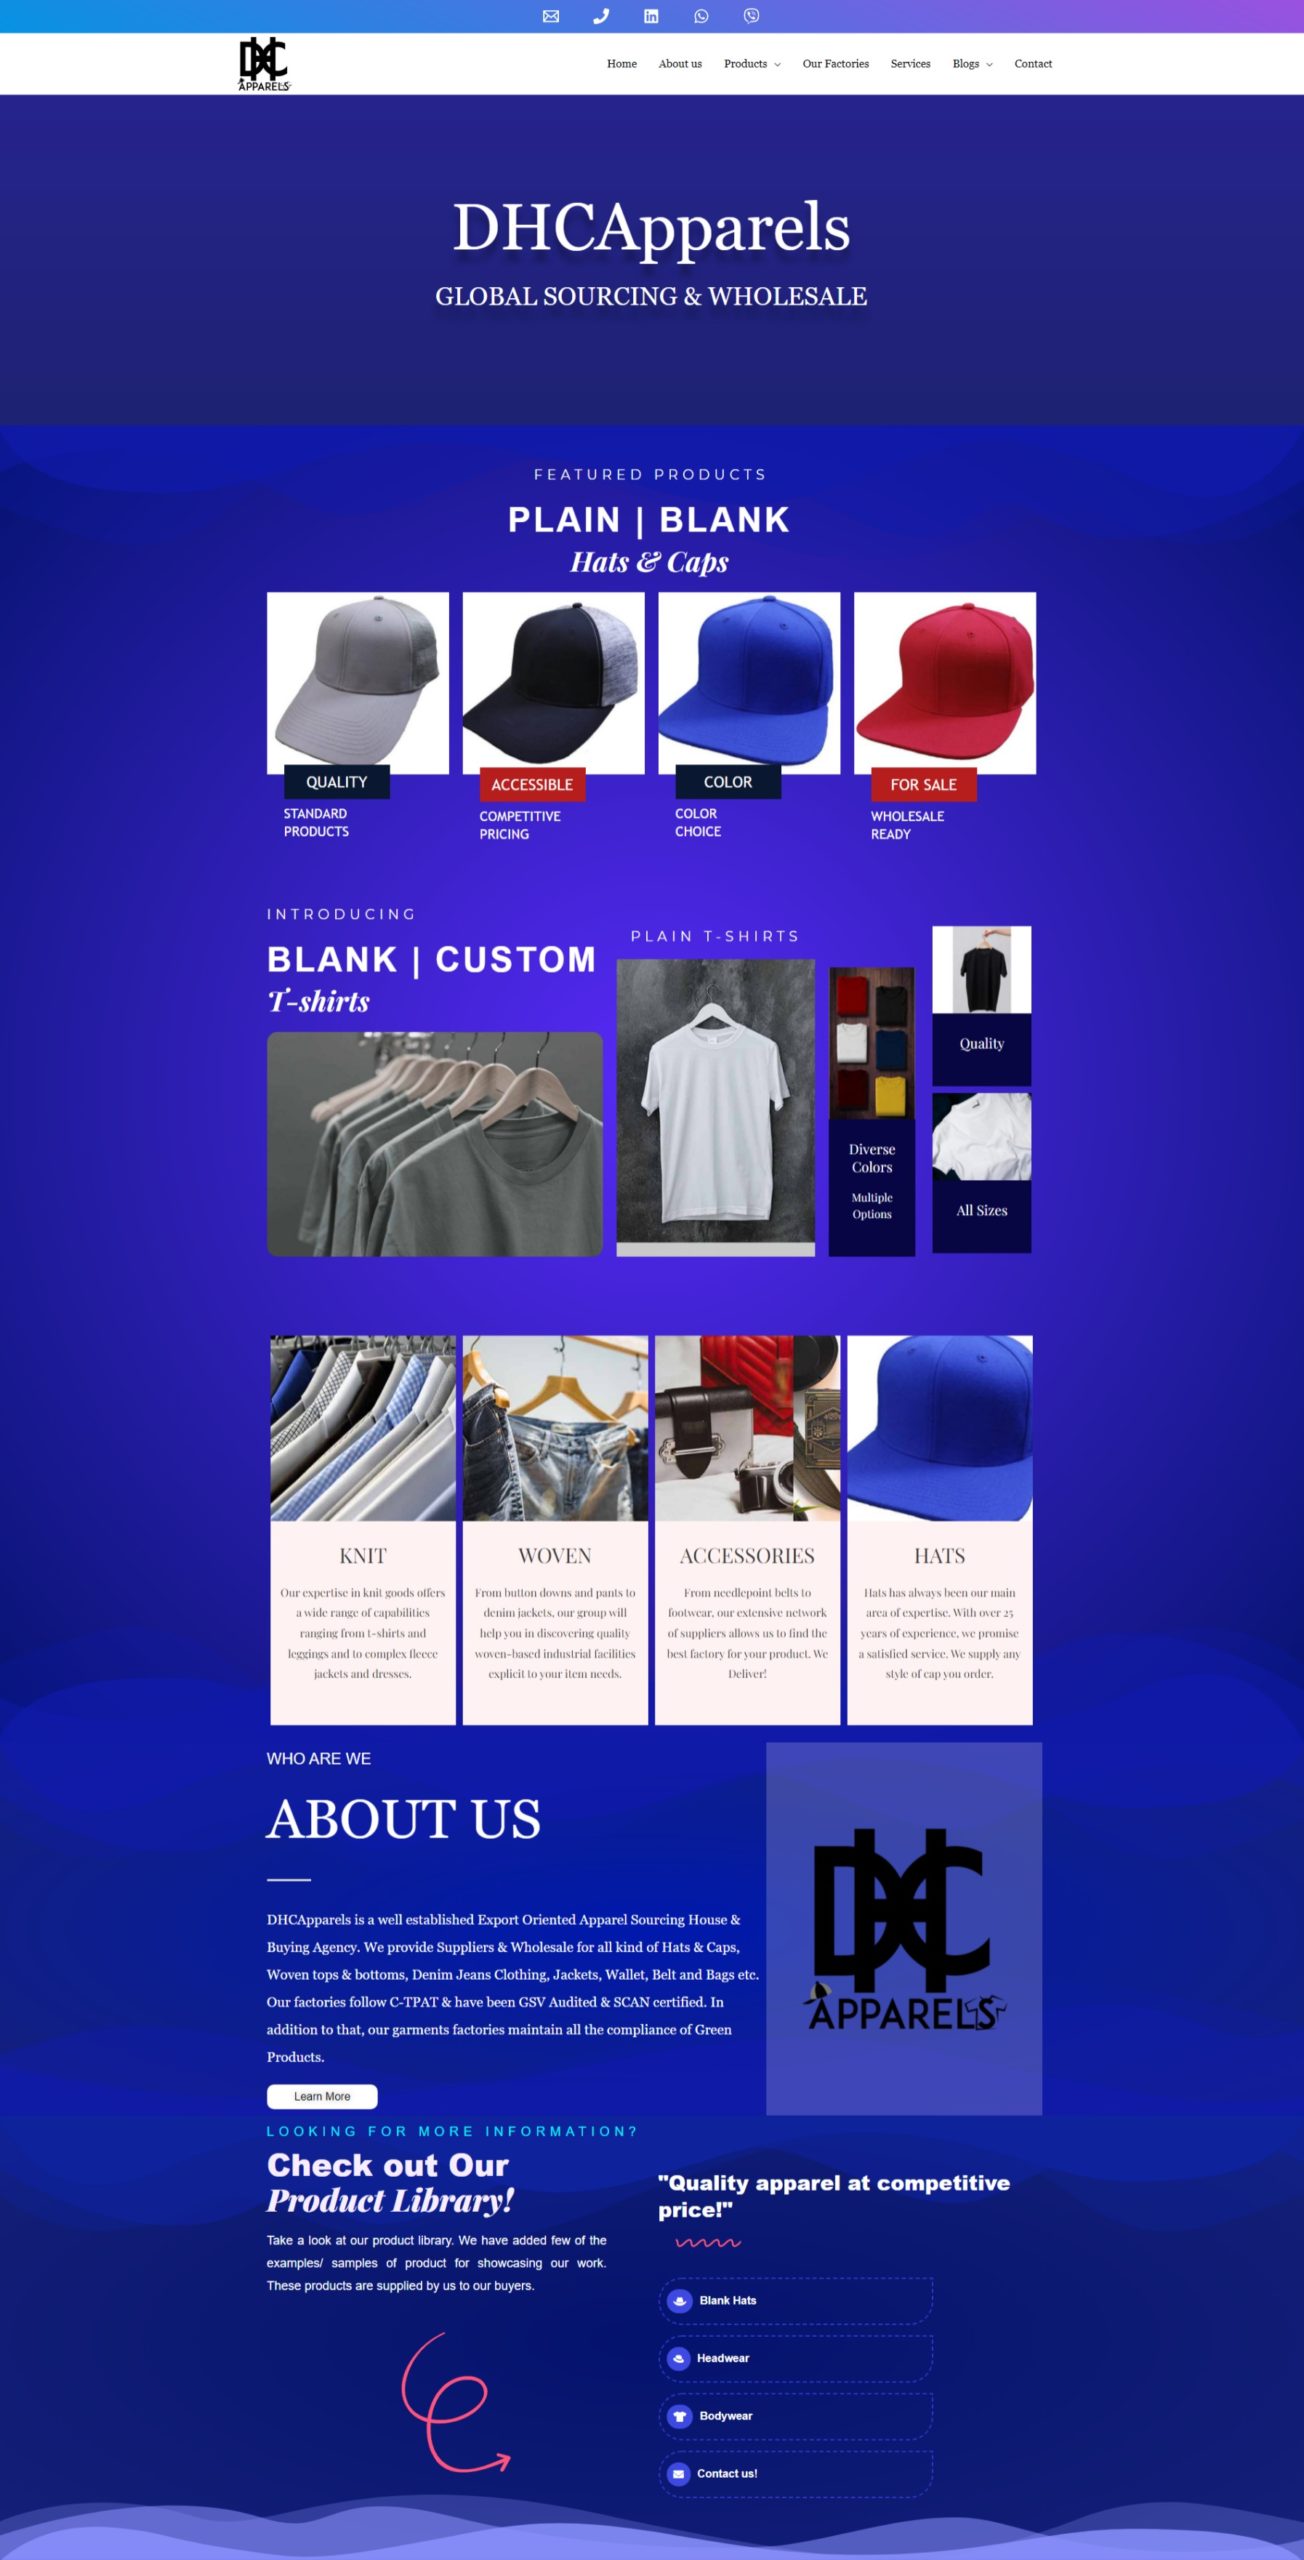 DHC
APPARELS
Home About us Products Our Factories Services Blogs Contact
DHCApparels
GLOBAL SOURCING & WHOLESALE
FEATURED PRODUCTS
PLAIN | BLANK
Hats & Caps
QUALITY
STANDARD
PRODUCTS
ACCESSIBLE
COMPETITIVE
PRICING
COLOR
COLOR
CHOICE
FOR SALE
WHOLESALE
READY
INTRODUCING
BLANK | CUSTOM
T-shirts
PLAIN T-SHIRTS
Diverse
Colors
Multiple
Options
Quality
All Sizes
KNIT
Our expertise in knit goods offers
a wide range of capabilities
ranging from t-shirts and
leggings and to complex fleece
jackets and dresses.
WOVEN
From button downs and pants to
denim jackets, our group will
help you in discovering quality
woven-based industrial facilities
explicit to your item needs.
ACCESSORIES
From needlepoint belts to
footwear, our extensive network
of suppliers allows us to find the
best factory for your product. We
Deliver!
HATS
Hats has always been our main
area of expertise. With over 25
years of experience, we promise
a satisfied service. We supply any
style of cap you order.
WHO ARE WE
ABOUT US
DHCApparels is a well established Export Oriented Apparel Sourcing House &
Buying Agency. We provide Suppliers & Wholesale for all kind of Hats & Caps,
Woven tops & bottoms, Denim Jeans Clothing, Jackets, Wallet, Belt and Bags etc.
Our factories follow C-TPAT & have been GSV Audited & SCAN certified. In
addition to that, our garments factories maintain all the compliance of Green
Products.
Learn More
DHC
APPARELS
LOOKING FOR MORE INFORMATION?
Check out Our
Product Library!
Take a look at our product library. We have added few of the
examples/ samples of product for showcasing our work.
These products are supplied by us to our buyers.
"Quality apparel at competitive
price!"
Blank Hats
Headwear
Bodywear
Contact us!